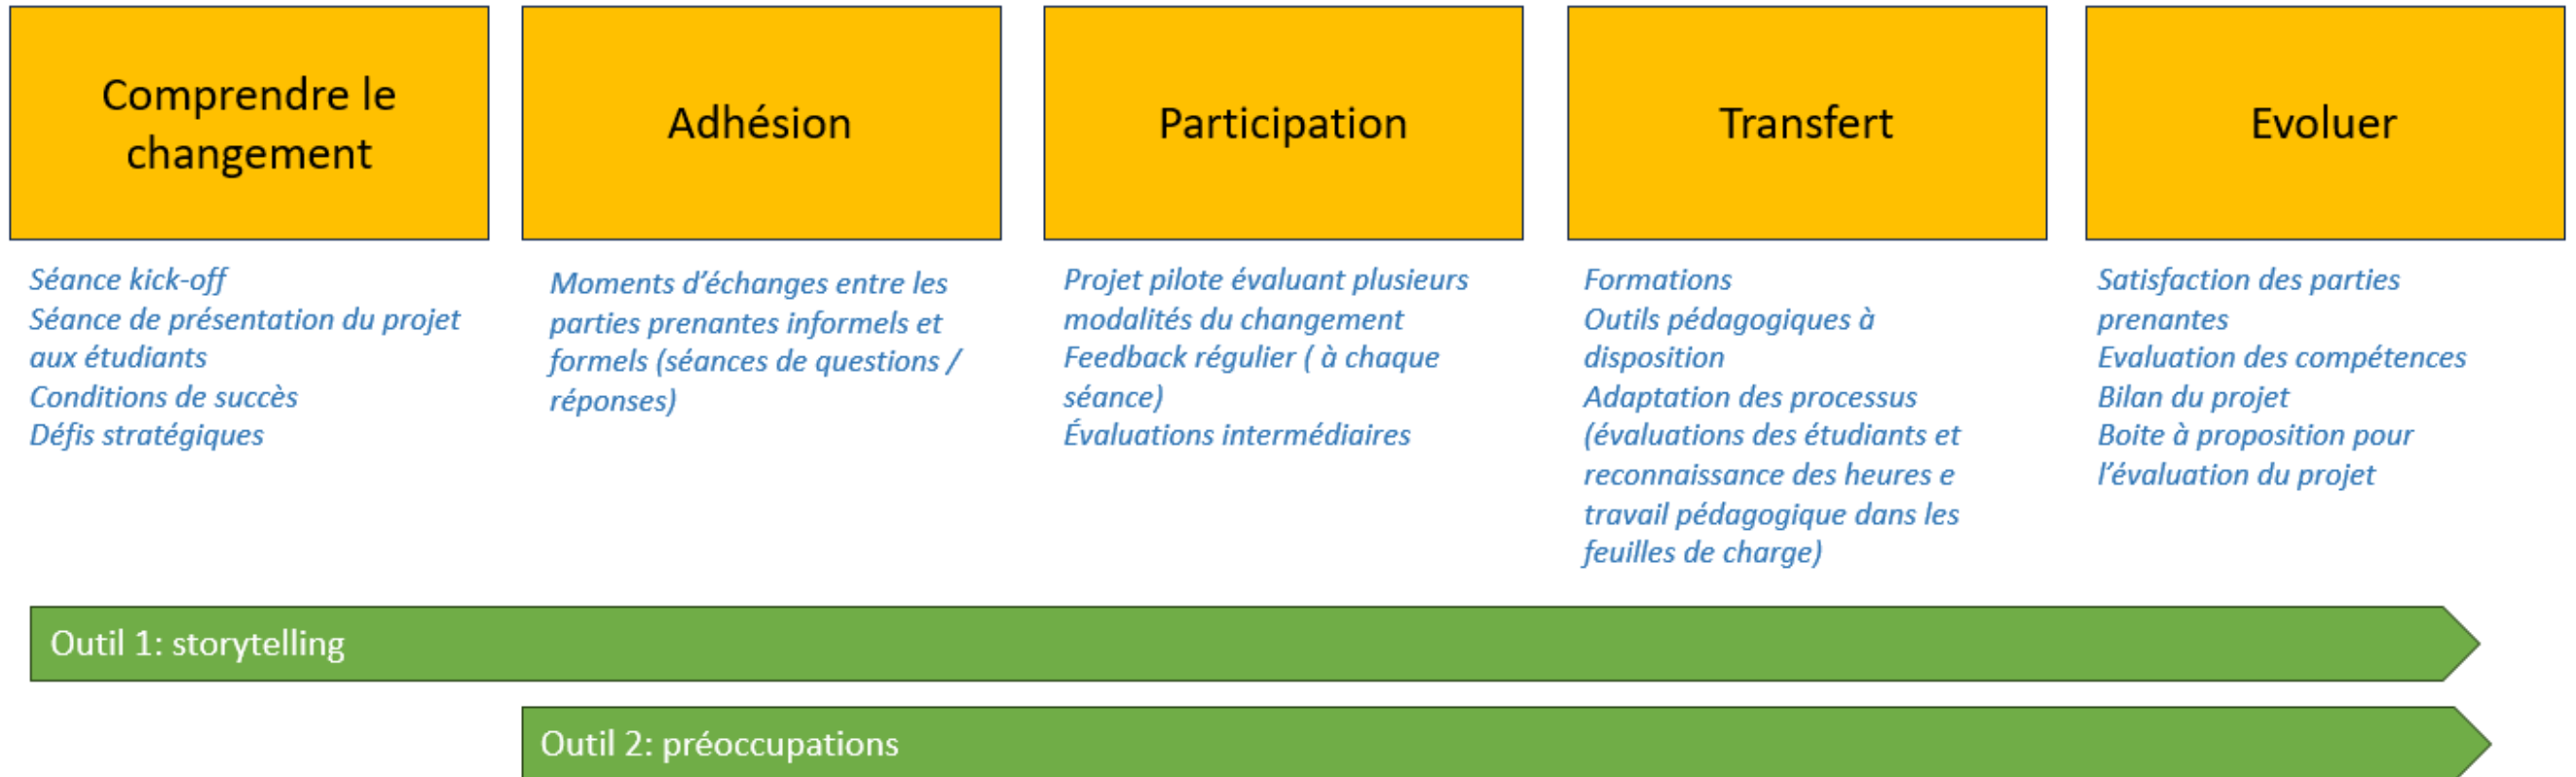 Comprendre le
changement
Adhésion
Participation
Transfert
Evoluer
Séance kick-off
Séance de présentation du projet
aux étudiants
Conditions de succès
Défis stratégiques
Moments d’échanges entre les
parties prenantes informels et
formels (séances de questions /
réponses)
Projet pilote évaluant plusieurs
modalités du changement
Feedback régulier ( à chaque
séance)
Évaluations intermédiaires
Formations
Outils pédagogiques à
disposition
Adaptation des processus
(évaluations des étudiants et
reconnaissance des heures e
travail pédagogique dans les
feuilles de charge)
Satisfaction des parties
prenantes
Evaluation des compétences
Bilan du projet
Boite à proposition pour
l’évaluation du projet
Outil 1: storytelling
Outil 2: préoccupations